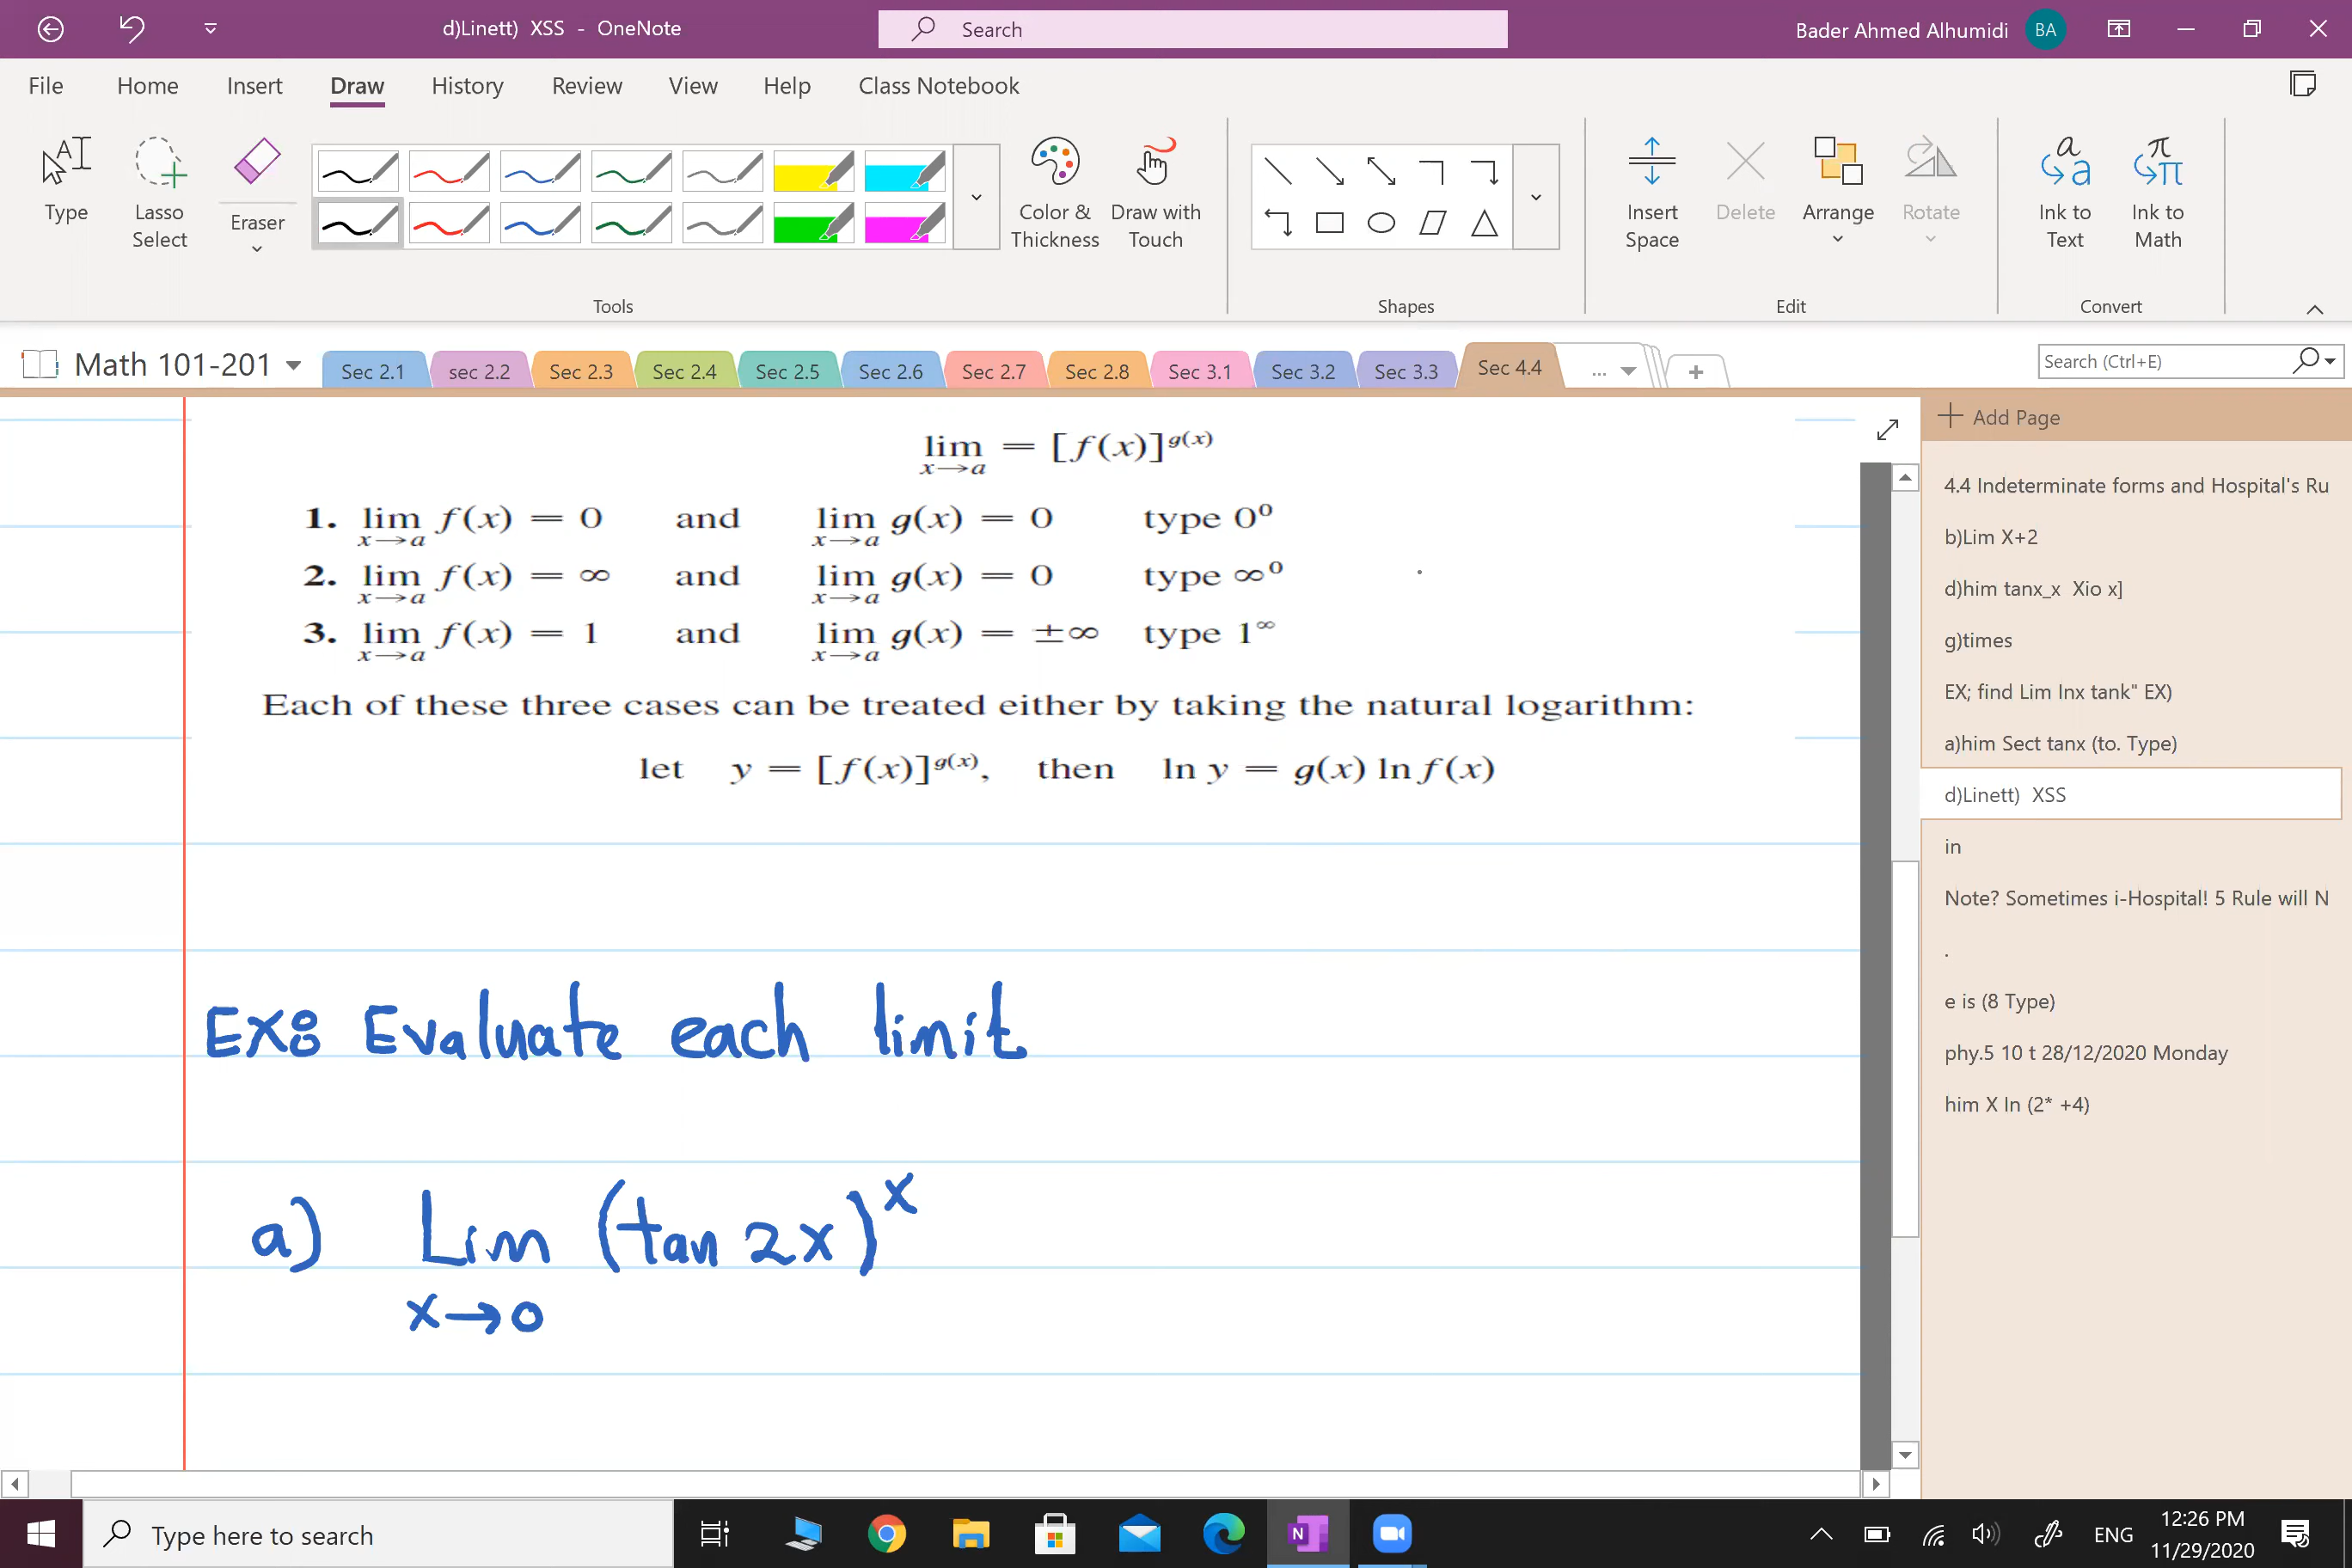 d)Linett) XSS - OneNote
Search
Bader Ahmed Alhumidi BA
File Home Insert Draw History Review View Help Class Notebook
Type
Lasso Select
Eraser
Color & Thickness
Draw with Touch
Insert Space
Delete
Arrange
Rotate
Ink to Text
Ink to Math
Tools
Shapes
Edit
Convert
Math 101-201
Sec 2.1 sec 2.2 Sec 2.3 Sec 2.4 Sec 2.5 Sec 2.6 Sec 2.7 Sec 2.8 Sec 3.1 Sec 3.2 Sec 3.3 Sec 4.4 ... +
Search (Ctrl+E)
lim x→a = [f(x)]^g(x)
1. lim x→a f(x) = 0 and lim x→a g(x) = 0 type 0⁰
2. lim x→a f(x) = ∞ and lim x→a g(x) = 0 type ∞⁰
3. lim x→a f(x) = 1 and lim x→a g(x) = ±∞ type 1^∞
Each of these three cases can be treated either by taking the natural logarithm:
let y = [f(x)]^g(x), then ln y = g(x) ln f(x)
EX: Evaluate each limit
a) Lim (tan 2x)^x
x→0
Add Page
4.4 Indeterminate forms and Hospital's Ru
b)Lim X+2
d)him tanx_x Xio x]
g)times
EX; find Lim Inx tank" EX)
a)him Sect tanx (to. Type)
d)Linett) XSS
in
Note? Sometimes i-Hospital! 5 Rule will N
.
e is (8 Type)
phy.5 10 t 28/12/2020 Monday
him X In (2* +4)
Type here to search
ENG
12:26 PM
11/29/2020